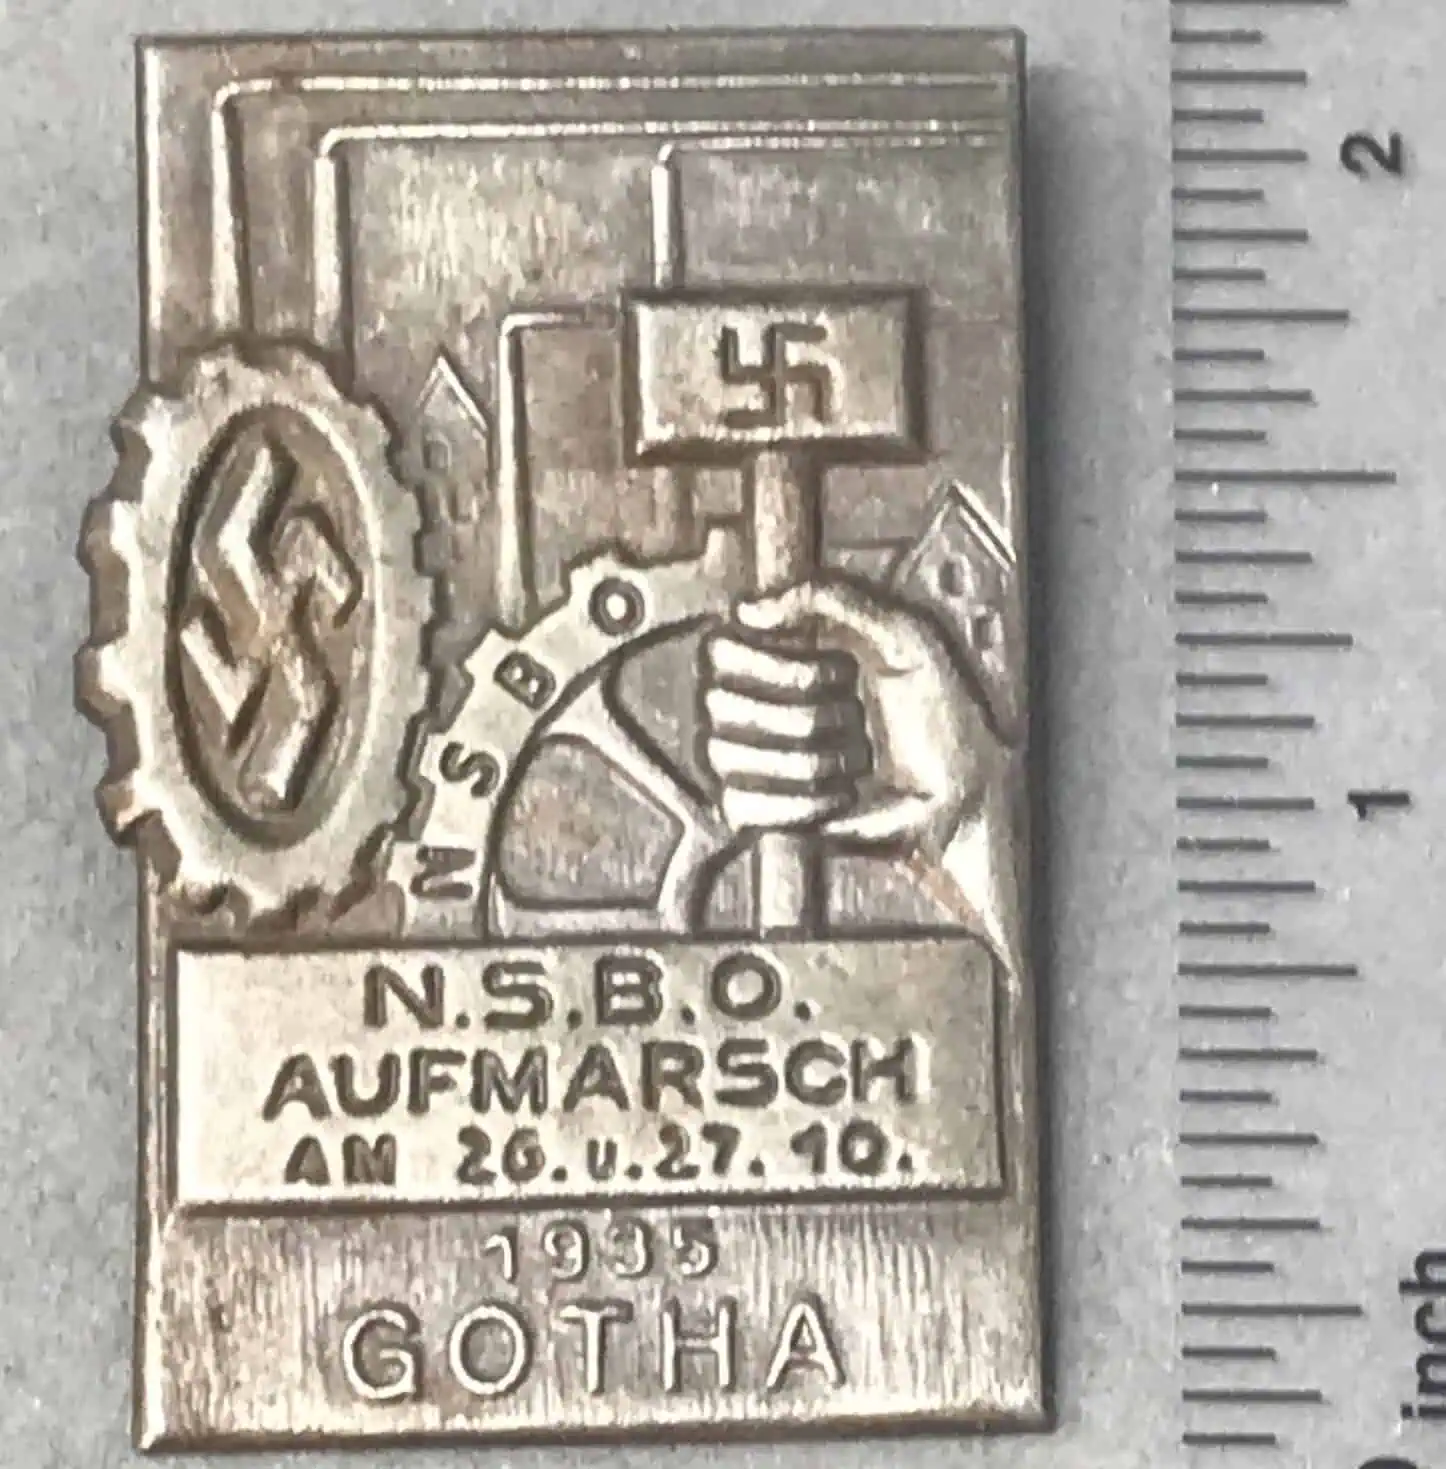 NSBO
N.S.B.O.
AUFMARSCH
AM 26. u. 27. 10.
1935
GOTHA
2
1
inch